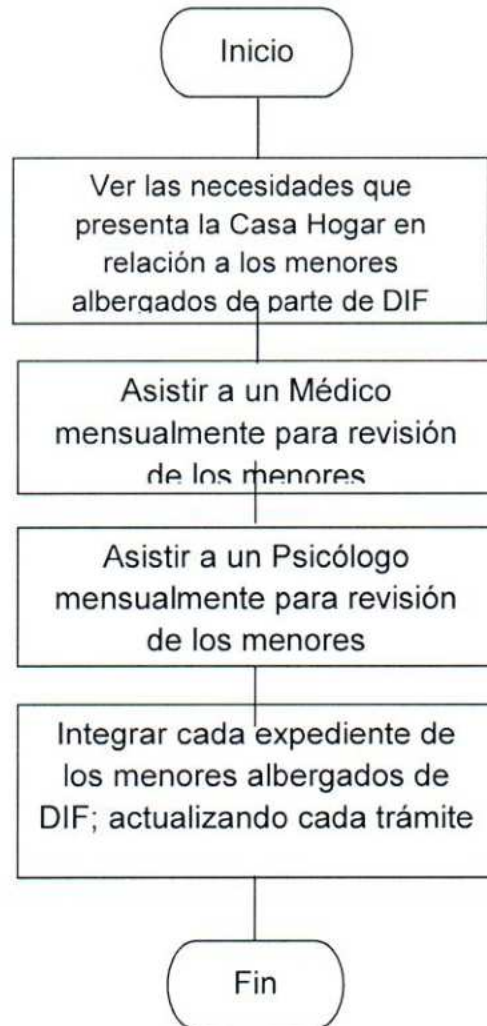 Inicio
Ver las necesidades que
presenta la Casa Hogar en
relación a los menores
albergados de parte de DIF
Asistir a un Médico
mensualmente para revisión
de los menores
Asistir a un Psicólogo
mensualmente para revisión
de los menores
Integrar cada expediente de
los menores albergados de
DIF; actualizando cada trámite
Fin